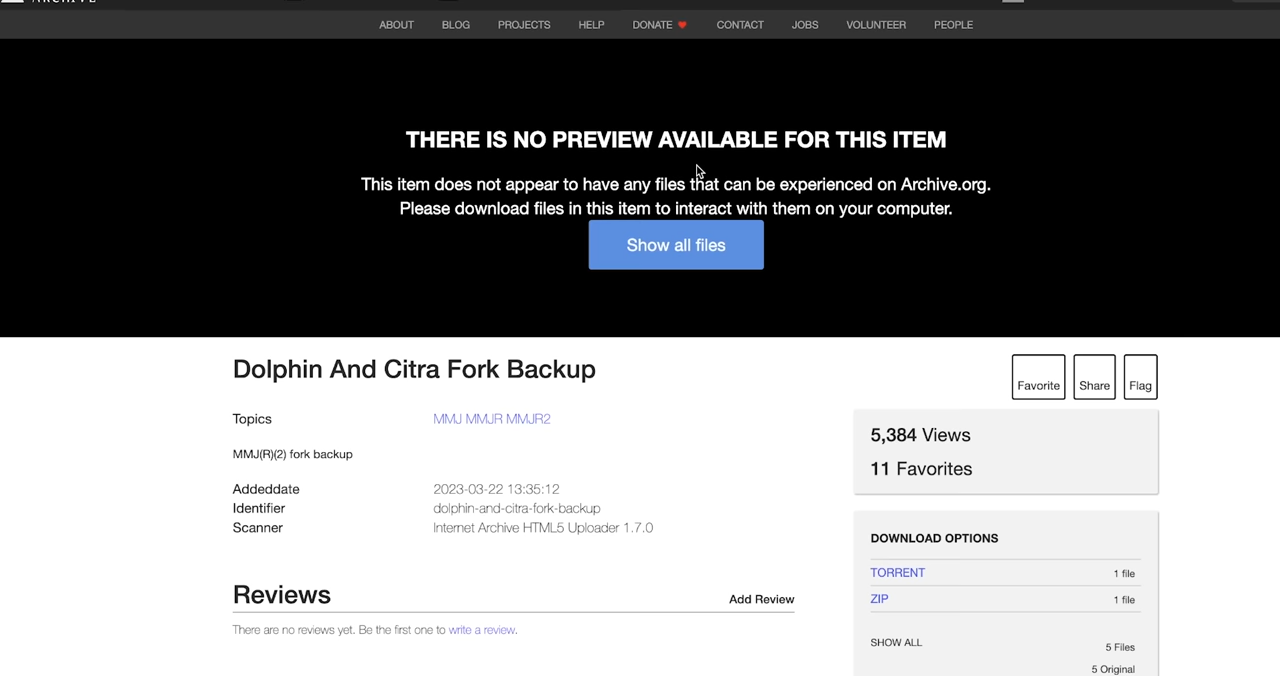 ABOUT BLOG PROJECTS HELP DONATE CONTACT JOBS VOLUNTEER PEOPLE
THERE IS NO PREVIEW AVAILABLE FOR THIS ITEM
This item does not appear to have any files that can be experienced on Archive.org.
Please download files in this item to interact with them on your computer.
Show all files
Dolphin And Citra Fork Backup
Favorite Share Flag
Topics MMJ MMJR MMJR2
MMJ(R)(2) fork backup
Addeddate 2023-03-22 13:35:12
Identifier dolphin-and-citra-fork-backup
Scanner Internet Archive HTML5 Uploader 1.7.0
Reviews Add Review
There are no reviews yet. Be the first one to write a review.
5,384 Views
11 Favorites
DOWNLOAD OPTIONS
TORRENT 1 file
ZIP 1 file
SHOW ALL 5 Files
5 Original